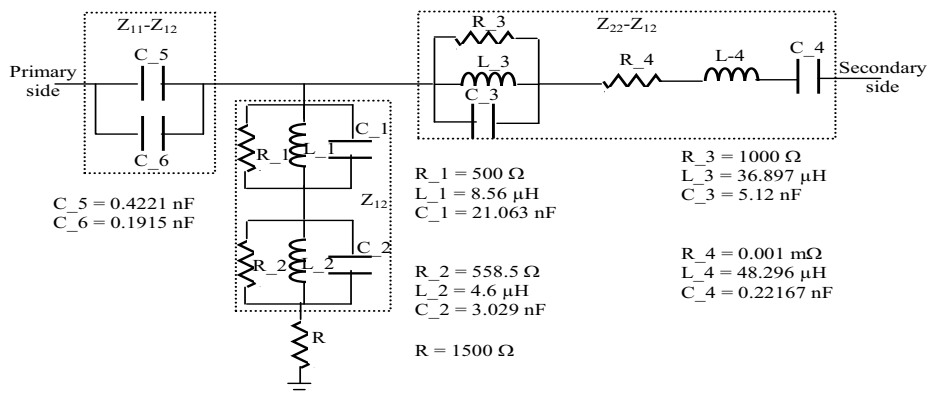 Z11-Z12
C_5
C_6
Primary
side
Z22-Z12
R_3
L_3
C_3
R_4
L-4
C_4
Secondary
side
R_1
L_1
C_1
Z12
R_2
L_2
C_2
R
C_5 = 0.4221 nF
C_6 = 0.1915 nF
R_1 = 500 Ω
L_1 = 8.56 µH
C_1 = 21.063 nF
R_2 = 558.5 Ω
L_2 = 4.6 µH
C_2 = 3.029 nF
R = 1500 Ω
R_3 = 1000 Ω
L_3 = 36.897 µH
C_3 = 5.12 nF
R_4 = 0.001 mΩ
L_4 = 48.296 µH
C_4 = 0.22167 nF